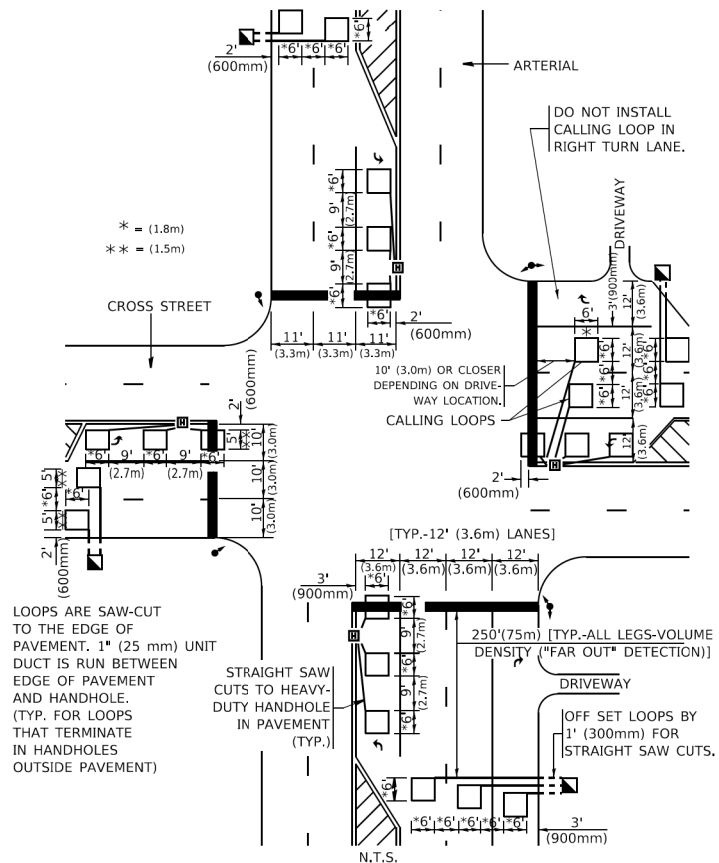 *6' *6' *6'
*6'
2'
(600mm)
ARTERIAL
DO NOT INSTALL
CALLING LOOP IN
RIGHT TURN LANE.
DRIVEWAY
* = (1.8m)
** = (1.5m)
*6'
9'
(2.7m)
*6'
9'
(2.7m)
*6'
H
*6'
2'
(600mm)
11' 11' 11'
(3.3m) (3.3m) (3.3m)
CROSS STREET
3'(900mm)
12'
(3.6m)
6'
*
*6'
*6'
12'
(3.6m)
*6'
*6'
*6'
*6'
12'
(3.6m)
*6'
*6'
12'
(3.6m)
10' (3.0m) OR CLOSER
DEPENDING ON DRIVE-
WAY LOCATION.
CALLING LOOPS
H
2'
(600mm)
2'
(600mm)
H
5'
**
10'
(3.0m)
*6' 9' 9' *6'
(2.7m) (2.7m)
10'
(3.0m)
10'
(3.0m)
5'
**
*6'
*6'
5'
**
2'
(600mm)
[TYP.-12' (3.6m) LANES]
12' 12' 12' 12'
(3.6m) (3.6m) (3.6m) (3.6m)
3'
(900mm)
*6'
*6'
H
9'
(2.7m)
*6'
9'
(2.7m)
*6'
250'(75m) [TYP.-ALL LEGS-VOLUME
DENSITY ("FAR OUT" DETECTION)]
DRIVEWAY
LOOPS ARE SAW-CUT
TO THE EDGE OF
PAVEMENT. 1" (25 mm) UNIT
DUCT IS RUN BETWEEN
EDGE OF PAVEMENT
AND HANDHOLE.
(TYP. FOR LOOPS
THAT TERMINATE
IN HANDHOLES
OUTSIDE PAVEMENT)
STRAIGHT SAW
CUTS TO HEAVY-
DUTY HANDHOLE
IN PAVEMENT
(TYP.)
OFF SET LOOPS BY
1' (300mm) FOR
STRAIGHT SAW CUTS.
*6'
*6' *6' *6' *6' *6'
3'
(900mm)
N.T.S.